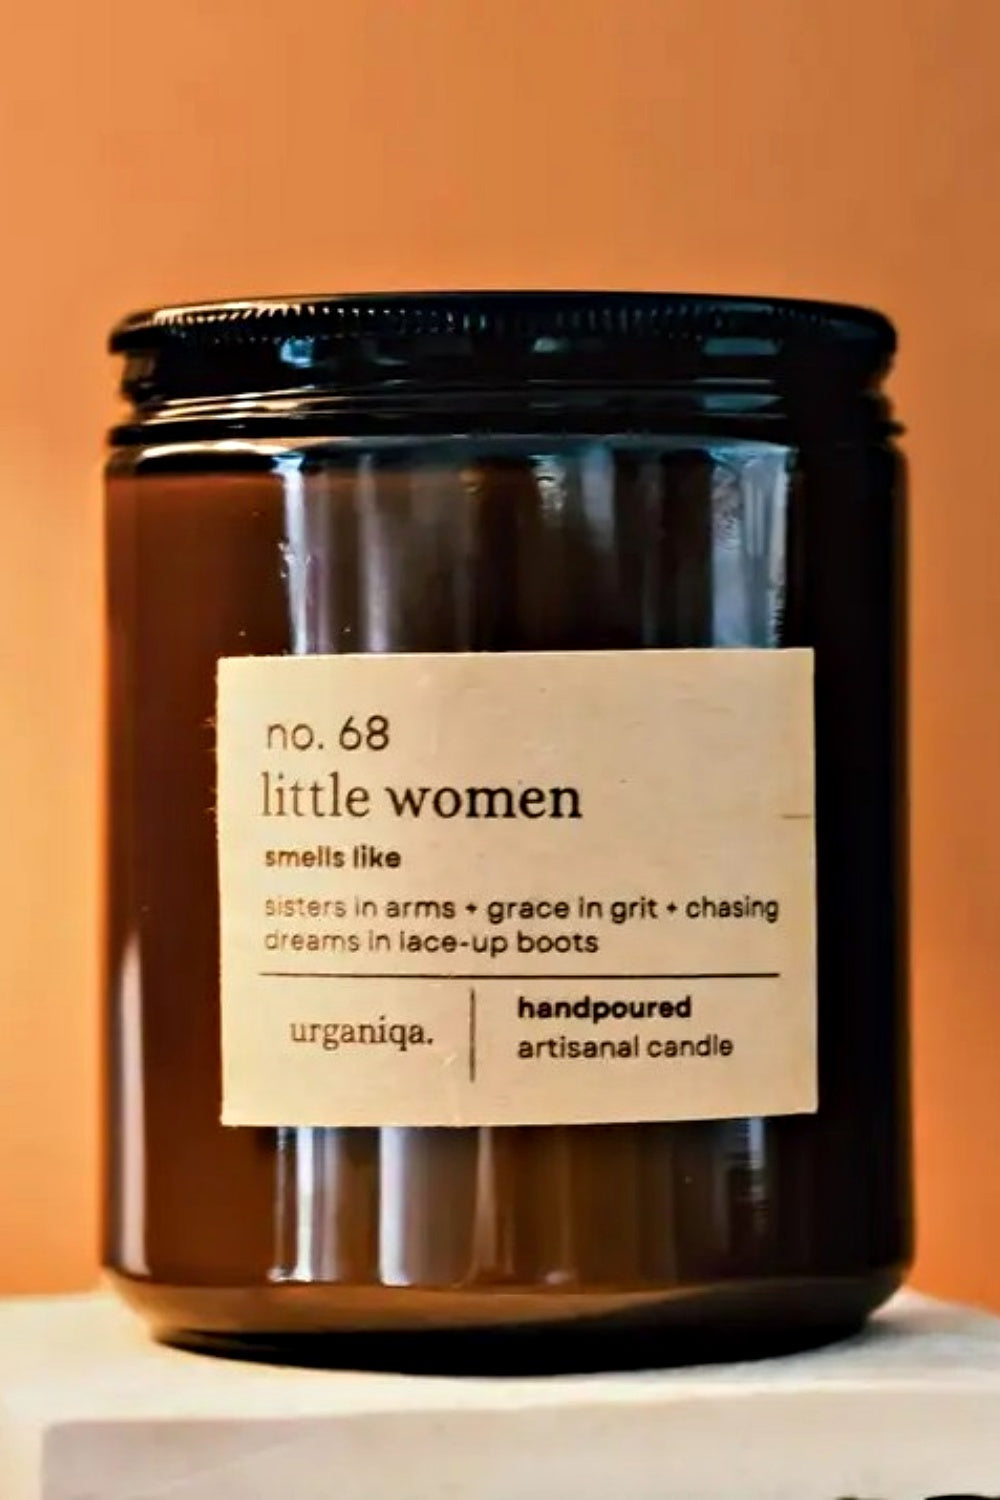 no. 68
little women
smells like
sisters in arms + grace in grit + chasing
dreams in lace-up boots
urganiqa.
handpoured
artisanal candle